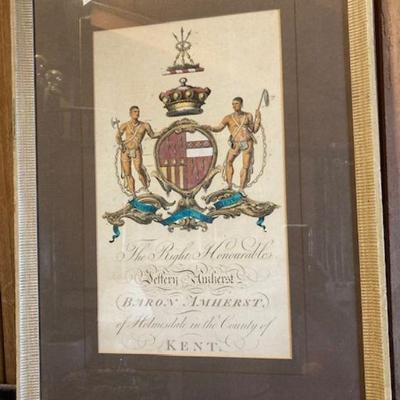 The Right Honourable
Jeffery Amherst
BARON AMHERST,
of Holmesdale in the County of
KENT.